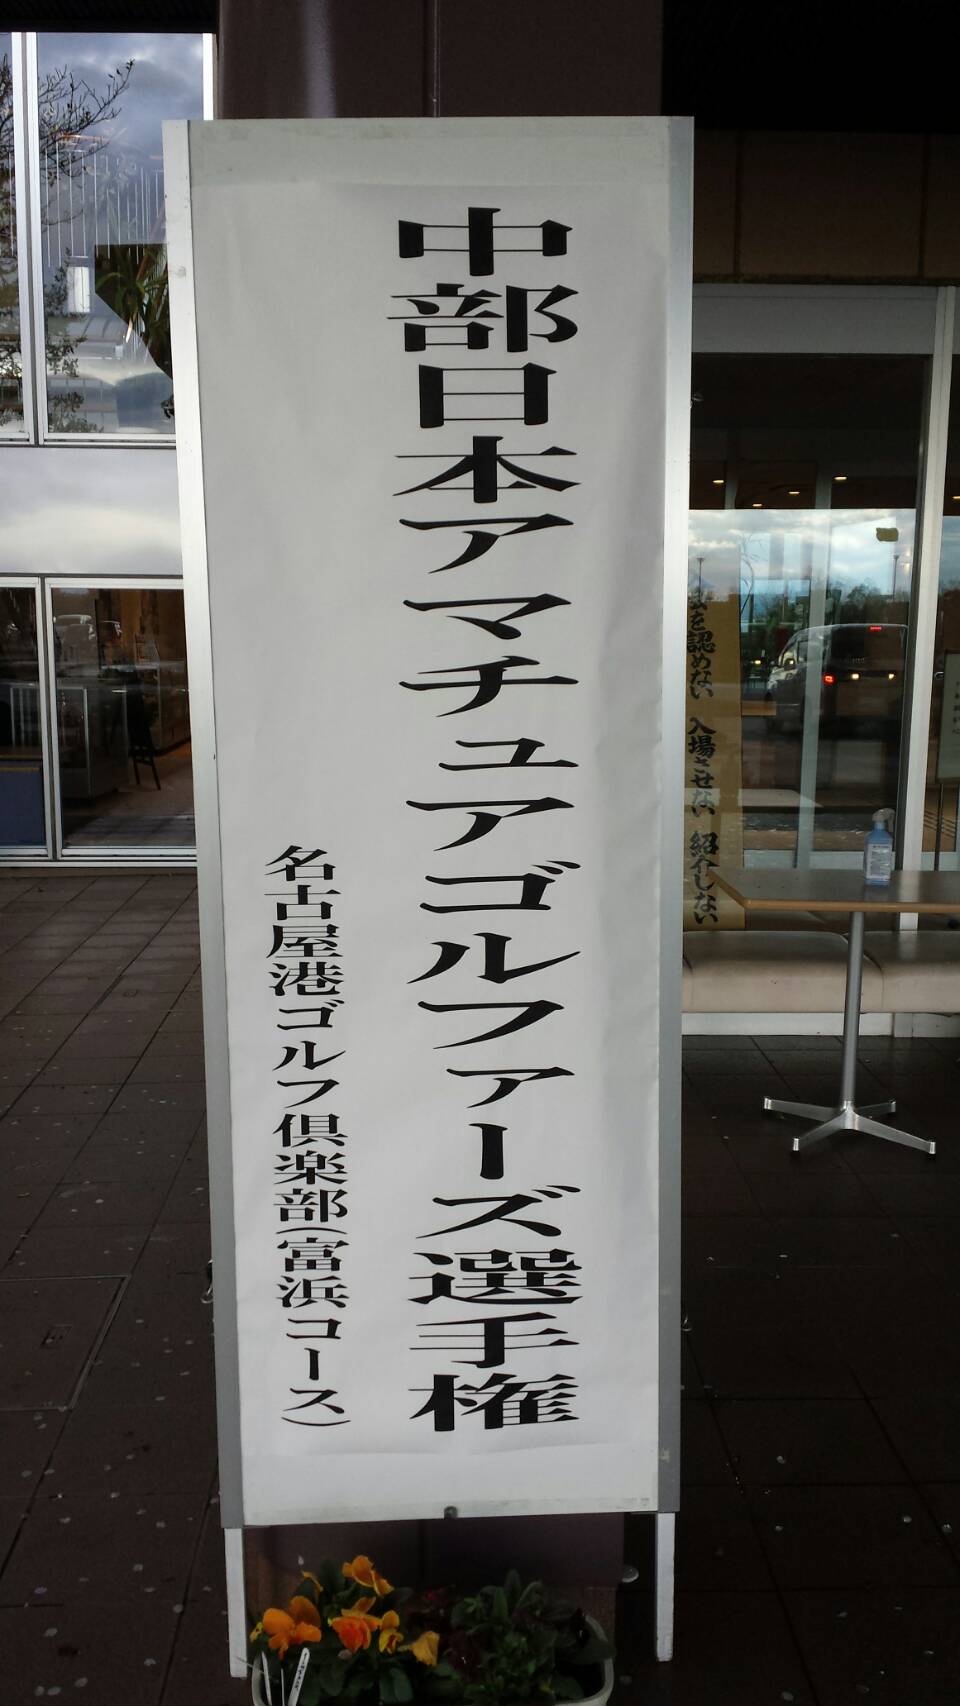 中部日本アマチュアゴルファーズ選手権
名古屋港ゴルフ倶楽部(富浜コース)
を認めない 入場させない 紹介しない